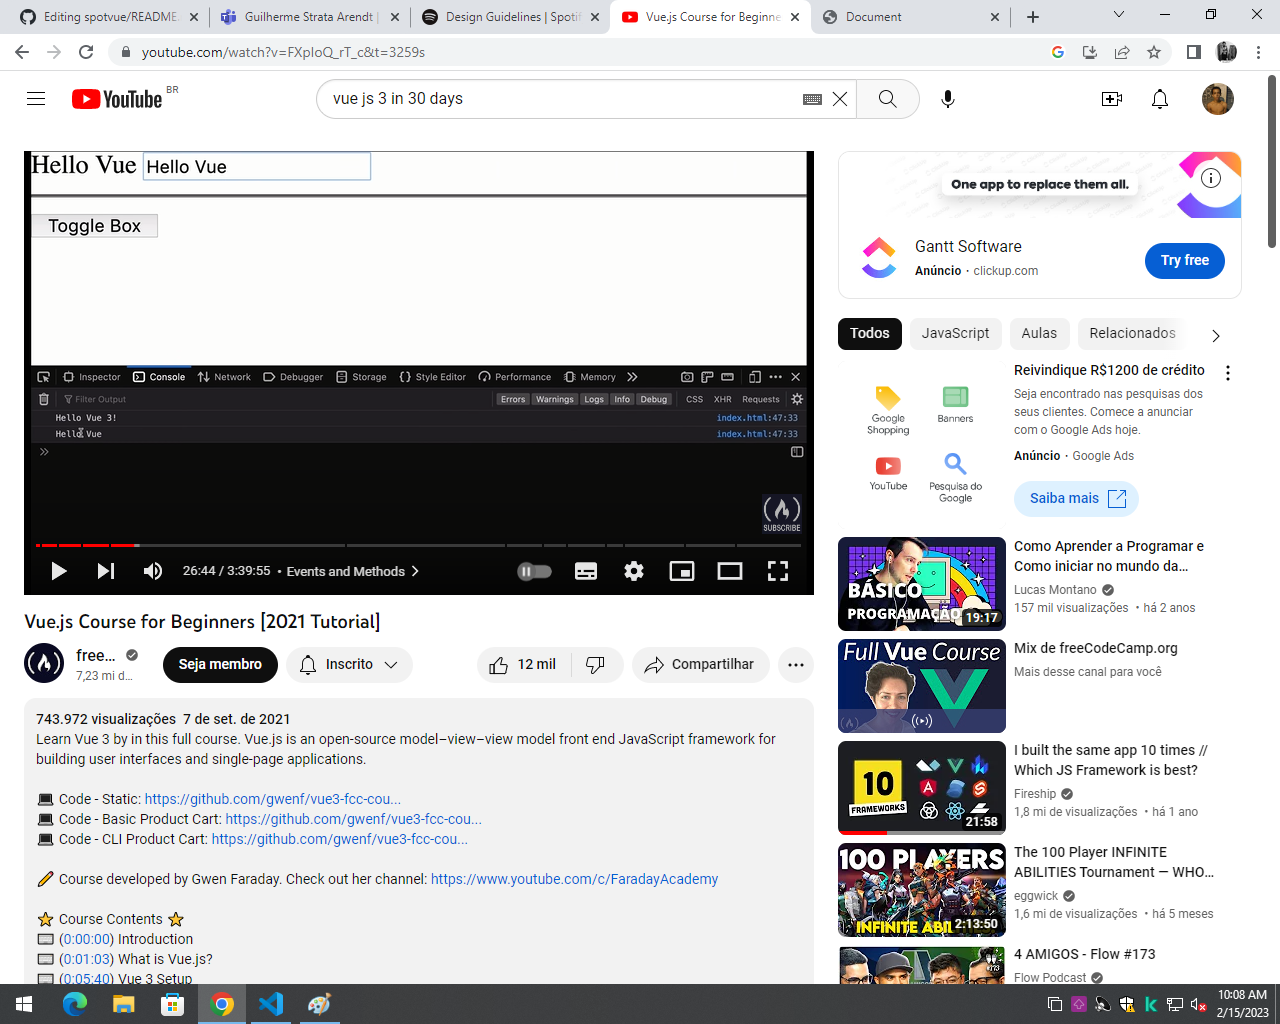 Editing spotvue/README.
Guilherme Strata Arendt |
Design Guidelines | Spotif
Vue.js Course for Beginne
Document
youtube.com/watch?v=FXpIoQ_rT_c&t=3259s
YouTube BR
vue js 3 in 30 days
Hello Vue Hello Vue
Toggle Box
Inspector Console Network Debugger Storage Style Editor Performance Memory
Filter Output Errors Warnings Logs Info Debug CSS XHR Requests
Hello Vue 3! index.html:47:33
Hello Vue index.html:47:33
SUBSCRIBE
26:44 / 3:39:55 • Events and Methods
Vue.js Course for Beginners [2021 Tutorial]
free...
7,23 mi d...
Seja membro
Inscrito
12 mil
Compartilhar
743.972 visualizações 7 de set. de 2021
Learn Vue 3 by in this full course. Vue.js is an open-source model–view–view model front end JavaScript framework for
building user interfaces and single-page applications.
Code - Static: https://github.com/gwenf/vue3-fcc-cou...
Code - Basic Product Cart: https://github.com/gwenf/vue3-fcc-cou...
Code - CLI Product Cart: https://github.com/gwenf/vue3-fcc-cou...
Course developed by Gwen Faraday. Check out her channel: https://www.youtube.com/c/FaradayAcademy
Course Contents
(0:00:00) Introduction
(0:01:03) What is Vue.js?
(0:05:40) Vue 3 Setup
One app to replace them all.
Gantt Software
Anúncio · clickup.com
Try free
Todos JavaScript Aulas Relacionados
Google
Shopping
Banners
YouTube
Pesquisa do
Google
Reivindique R$1200 de crédito
Seja encontrado nas pesquisas dos
seus clientes. Comece a anunciar
com o Google Ads hoje.
Anúncio · Google Ads
Saiba mais
BÁSICO
PROGRAMAÇÃO
19:17
Como Aprender a Programar e
Como iniciar no mundo da...
Lucas Montano
157 mil visualizações • há 2 anos
Full Vue Course
Mix de freeCodeCamp.org
Mais desse canal para você
10
FRAMEWORKS
21:58
I built the same app 10 times //
Which JS Framework is best?
Fireship
1,8 mi de visualizações • há 1 ano
100 PLAYERS
INFINITE ABIL
2:13:50
The 100 Player INFINITE
ABILITIES Tournament — WHO...
eggwick
1,6 mi de visualizações • há 5 meses
#173
4 AMIGOS - Flow #173
Flow Podcast
10:08 AM
2/15/2023